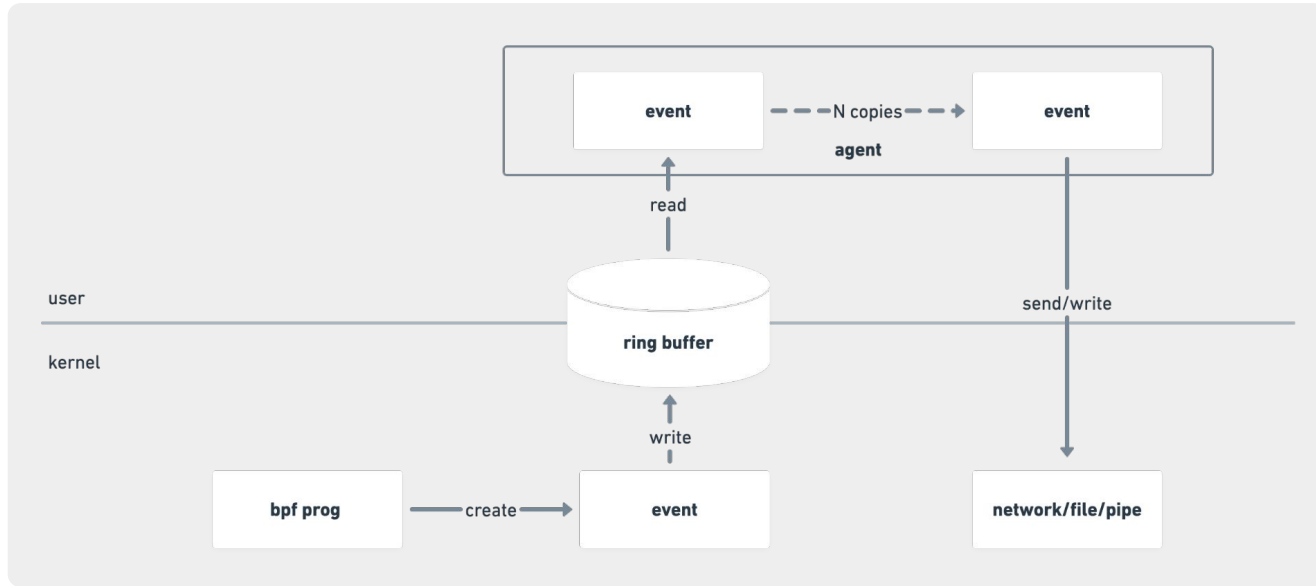 event
N copies
event
agent
read
user
send/write
ring buffer
kernel
write
bpf prog
create
event
network/file/pipe